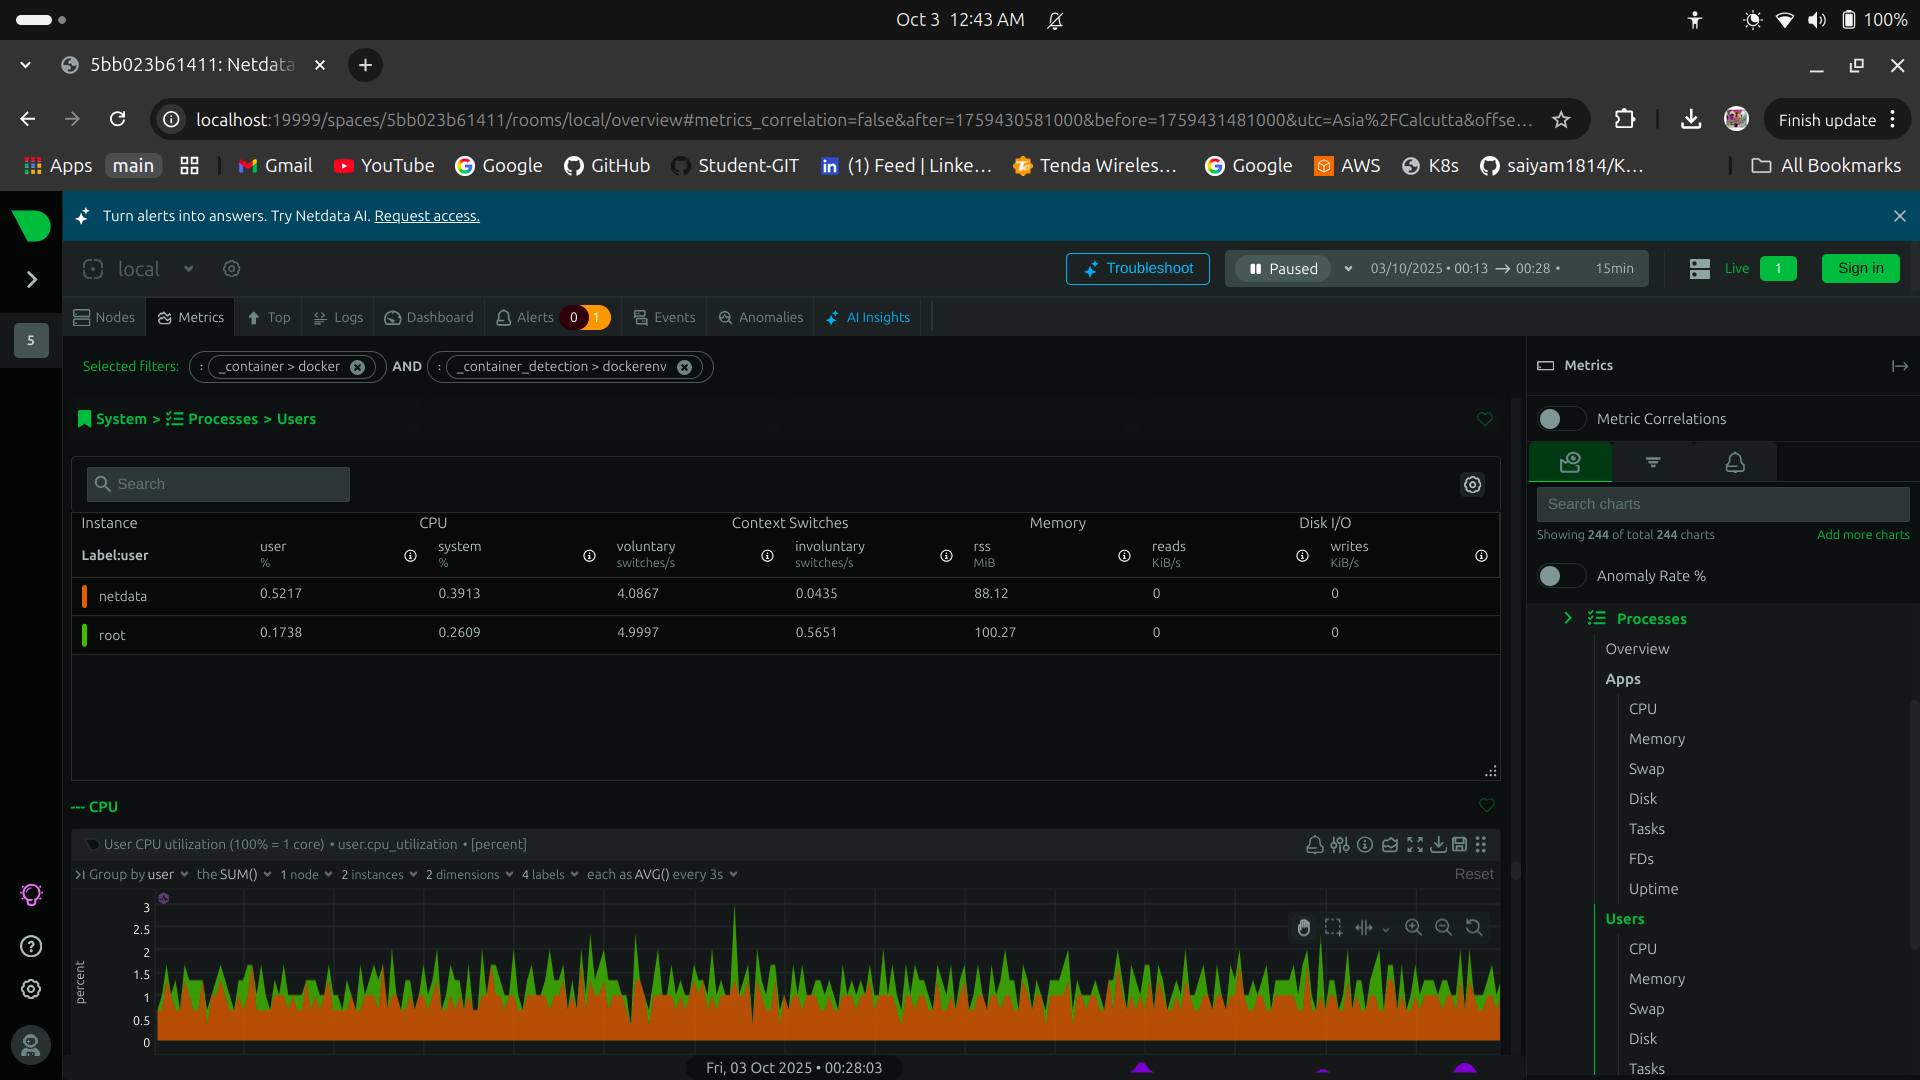 Oct 3 12:43 AM
100%
5bb023b61411: Netdata
localhost:19999/spaces/5bb023b61411/rooms/local/overview#metrics_correlation=false&after=1759430581000&before=1759431481000&utc=Asia%2FCalcutta&offse...
Finish update
Apps main Gmail YouTube Google GitHub Student-GIT (1) Feed | Linke... Tenda Wireles... Google AWS K8s saiyam1814/K... All Bookmarks
Turn alerts into answers. Try Netdata AI. Request access.
local
Troubleshoot Paused 03/10/2025 • 00:13 → 00:28 • 15min Live 1 Sign in
Nodes Metrics Top Logs Dashboard Alerts 0 1 Events Anomalies AI Insights
5
Selected filters: : _container > docker AND : _container_detection > dockerenv
System > Processes > Users
Search
Instance CPU Context Switches Memory Disk I/O
Label:user user % system % voluntary switches/s involuntary switches/s rss MiB reads KiB/s writes KiB/s
netdata 0.5217 0.3913 4.0867 0.0435 88.12 0 0
root 0.1738 0.2609 4.9997 0.5651 100.27 0 0
--- CPU
User CPU utilization (100% = 1 core) • user.cpu_utilization • [percent]
Group by user the SUM() 1 node 2 instances 2 dimensions 4 labels each as AVG() every 3s Reset
percent
3
2.5
2
1.5
1
0.5
0
Fri, 03 Oct 2025 • 00:28:03
Metrics
Metric Correlations
Search charts
Showing 244 of total 244 charts Add more charts
Anomaly Rate %
Processes
Overview
Apps
CPU
Memory
Swap
Disk
Tasks
FDs
Uptime
Users
CPU
Memory
Swap
Disk
Tasks